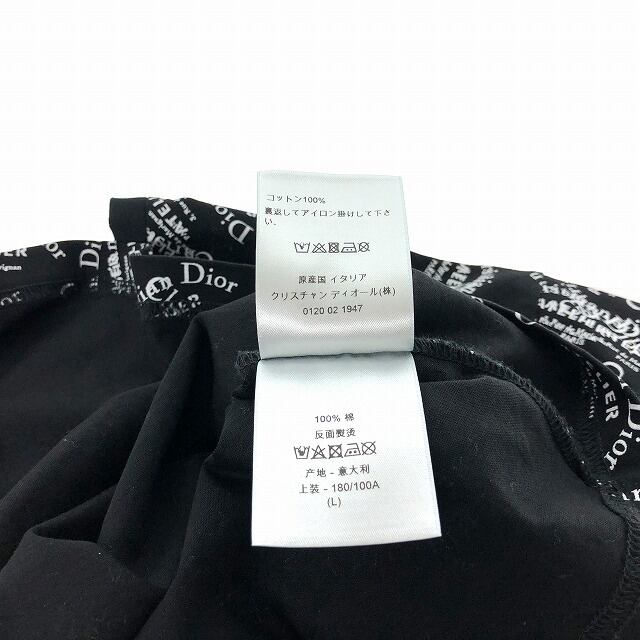 コットン100%
裏返してアイロン掛けして下さ
い。
原産国 イタリア
クリスチャン ディオール(株)
0120 02 1947
100% 棉
反面熨烫
产地 - 意大利
上装 - 180/100A
(L)
Dior
Dior
Dior
Dior